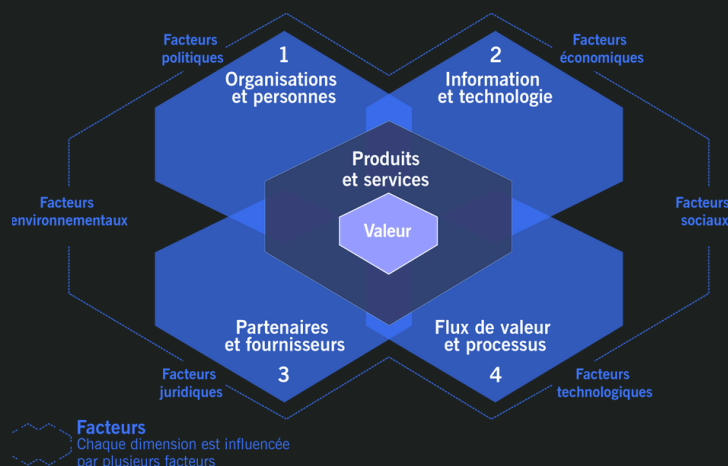 Facteurs
politiques
1
Organisations
et personnes
2
Information
et technologie
Facteurs
économiques
Produits
et services
Facteurs
environnementaux
Valeur
Facteurs
sociaux
Partenaires
et fournisseurs
3
Flux de valeur
et processus
4
Facteurs
juridiques
Facteurs
technologiques
Facteurs
Chaque dimension est influencée
par plusieurs facteurs